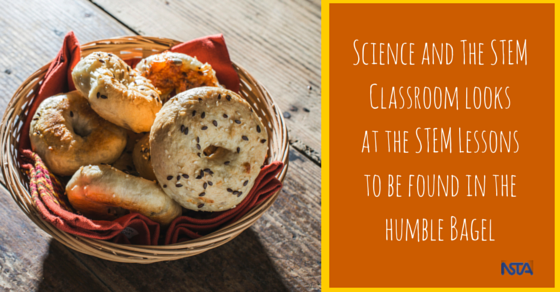 Science and The STEM
Classroom looks
at the STEM Lessons
to be found in the
humble Bagel
NSTA